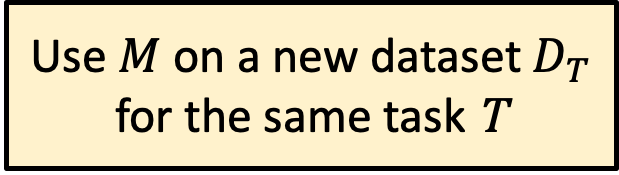 Use M on a new dataset D_T
for the same task T